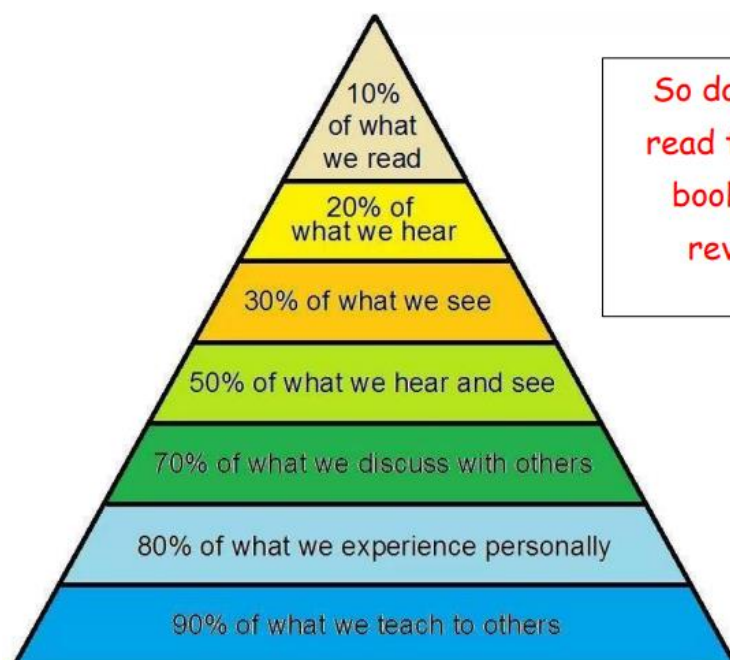 10%
of what
we read
20% of
what we hear
30% of what we see
50% of what we hear and see
70% of what we discuss with others
80% of what we experience personally
90% of what we teach to others
So
read
book